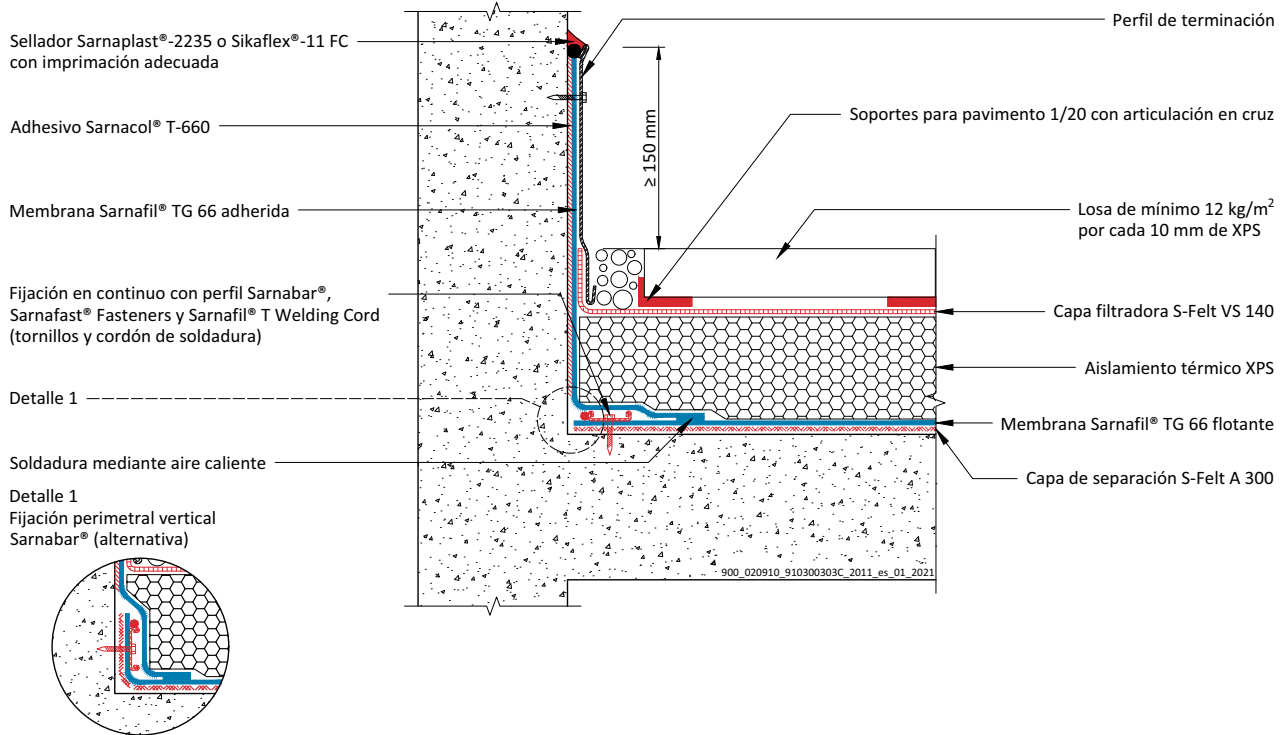 Sellador Sarnaplast®-2235 o Sikaflex®-11 FC
con imprimación adecuada
Adhesivo Sarnacol® T-660
Membrana Sarnafil® TG 66 adherida
Fijación en continuo con perfil Sarnabar®,
Sarnafast® Fasteners y Sarnafil® T Welding Cord
(tornillos y cordón de soldadura)
Detalle 1
Soldadura mediante aire caliente
Detalle 1
Fijación perimetral vertical
Sarnabar® (alternativa)
≥ 150 mm
Perfil de terminación
Soportes para pavimento 1/20 con articulación en cruz
Losa de mínimo 12 kg/m²
por cada 10 mm de XPS
Capa filtradora S-Felt VS 140
Aislamiento térmico XPS
Membrana Sarnafil® TG 66 flotante
Capa de separación S-Felt A 300
900_020910_910300303C_2011_es_01_2021